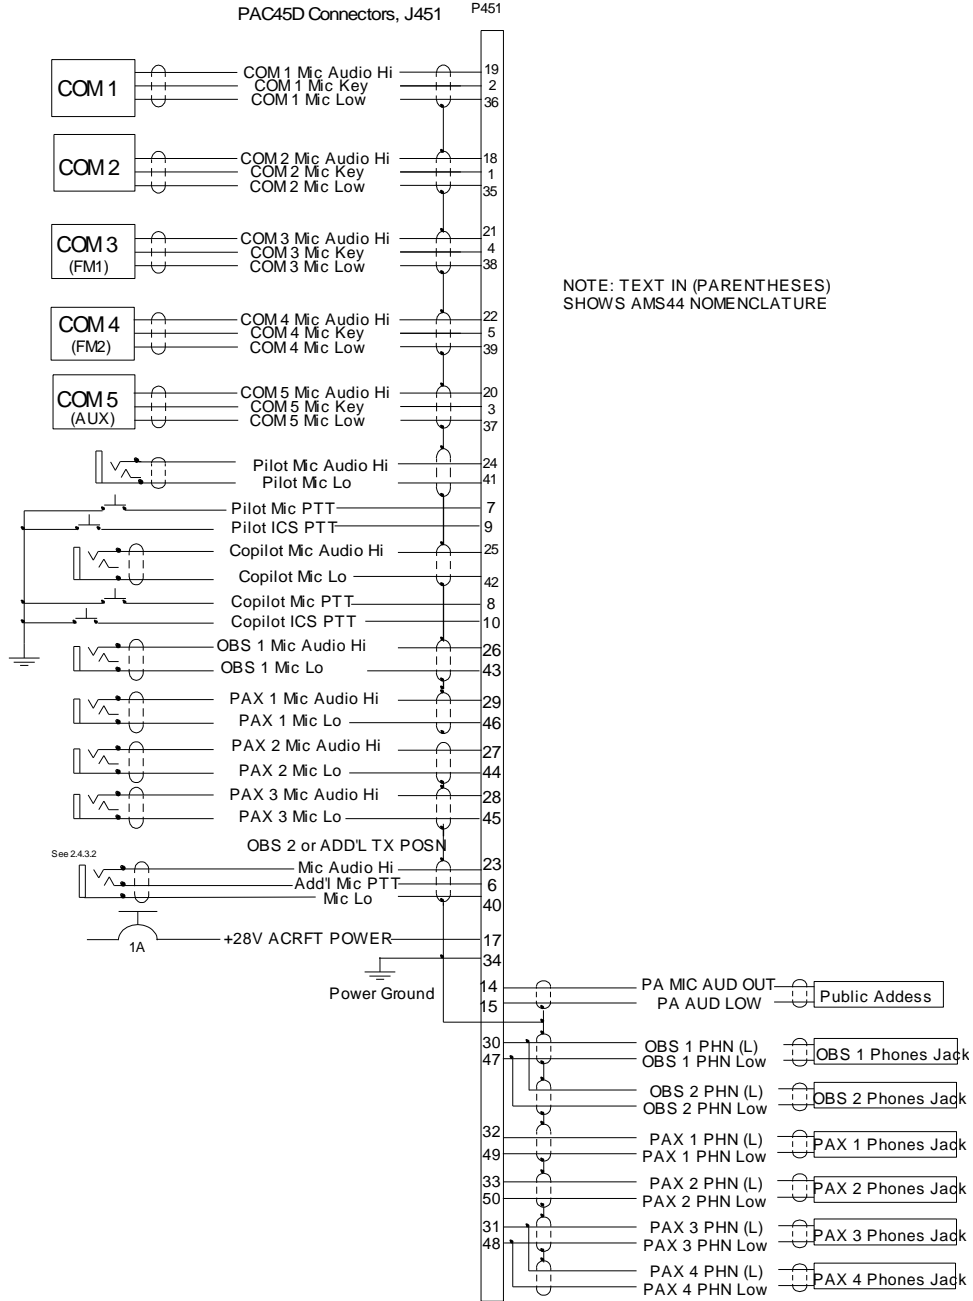 PAC45D Connectors, J451 P451
COM 1 COM 1 Mic Audio Hi 19
COM 1 Mic Key 2
COM 1 Mic Low 36
COM 2 COM 2 Mic Audio Hi 18
COM 2 Mic Key 1
COM 2 Mic Low 35
COM 3 COM 3 Mic Audio Hi 21
(FM1) COM 3 Mic Key 4
COM 3 Mic Low 38
NOTE: TEXT IN (PARENTHESES)
SHOWS AMS44 NOMENCLATURE
COM 4 COM 4 Mic Audio Hi 22
(FM2) COM 4 Mic Key 5
COM 4 Mic Low 39
COM 5 COM 5 Mic Audio Hi 20
(AUX) COM 5 Mic Key 3
COM 5 Mic Low 37
Pilot Mic Audio Hi 24
Pilot Mic Lo 41
Pilot Mic PTT 7
Pilot ICS PTT 9
Copilot Mic Audio Hi 25
Copilot Mic Lo 42
Copilot Mic PTT 8
Copilot ICS PTT 10
OBS 1 Mic Audio Hi 26
OBS 1 Mic Lo 43
PAX 1 Mic Audio Hi 29
PAX 1 Mic Lo 46
PAX 2 Mic Audio Hi 27
PAX 2 Mic Lo 44
PAX 3 Mic Audio Hi 28
PAX 3 Mic Lo 45
OBS 2 or ADD'L TX POSN
See 2.4.3.2
Mic Audio Hi 23
Add'l Mic PTT 6
Mic Lo 40
1A +28V ACRFT POWER 17
34
Power Ground
14 PA MIC AUD OUT Public Addess
15 PA AUD LOW
30 OBS 1 PHN (L) OBS 1 Phones Jack
47 OBS 1 PHN Low
OBS 2 PHN (L) OBS 2 Phones Jack
OBS 2 PHN Low
32 PAX 1 PHN (L) PAX 1 Phones Jack
49 PAX 1 PHN Low
33 PAX 2 PHN (L) PAX 2 Phones Jack
50 PAX 2 PHN Low
31 PAX 3 PHN (L) PAX 3 Phones Jack
48 PAX 3 PHN Low
PAX 4 PHN (L) PAX 4 Phones Jack
PAX 4 PHN Low